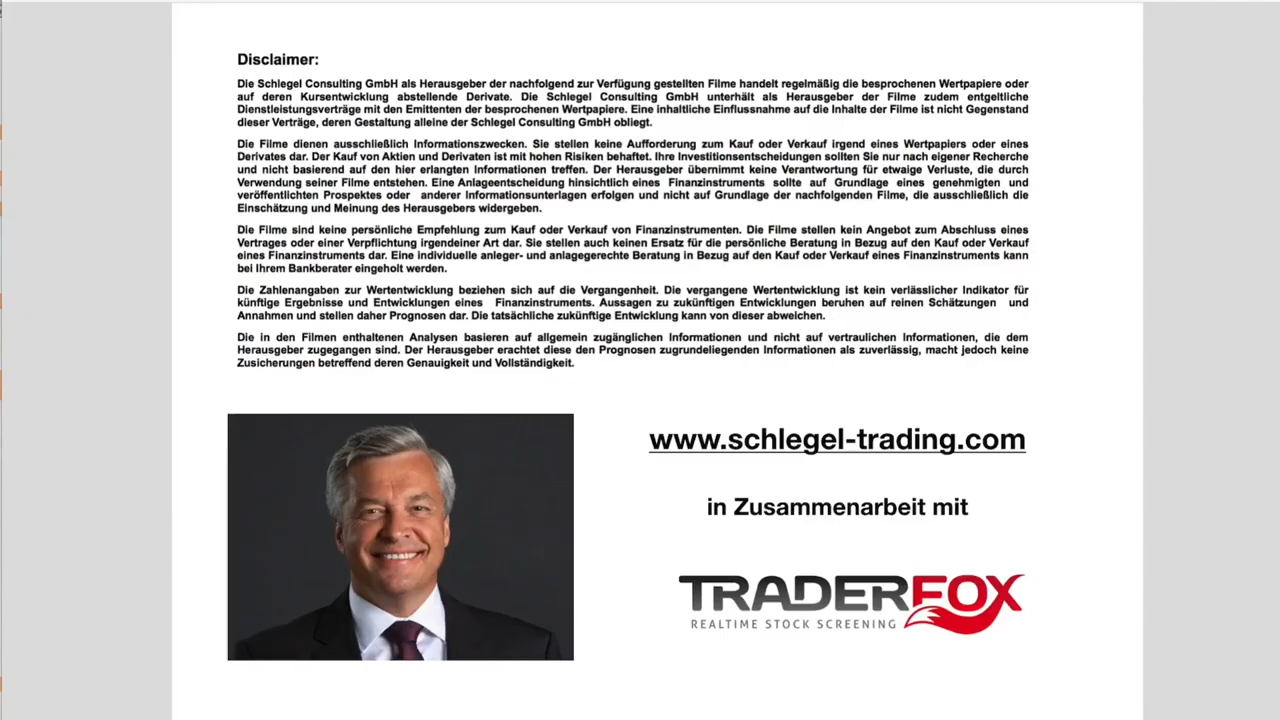 Disclaimer:
Die Schlegel Consulting GmbH als Herausgeber der nachfolgend zur Verfügung gestellten Filme handelt regelmäßig die besprochenen Wertpapiere oder
auf deren Kursentwicklung abstellende Derivate. Die Schlegel Consulting GmbH unterhält als Herausgeber der Filme zudem entgeltliche
Dienstleistungsverträge mit den Emittenten der besprochenen Wertpapiere. Eine inhaltliche Einflussnahme auf die Inhalte der Filme ist nicht Gegenstand
dieser Verträge, deren Gestaltung alleine der Schlegel Consulting GmbH obliegt.
Die Filme dienen ausschließlich Informationszwecken. Sie stellen keine Aufforderung zum Kauf oder Verkauf irgend eines Wertpapiers oder eines
Derivates dar. Der Kauf von Aktien und Derivaten ist mit hohen Risiken behaftet. Ihre Investitionsentscheidungen sollten Sie nur nach eigener Recherche
und nicht basierend auf den hier erlangten Informationen treffen. Der Herausgeber übernimmt keine Verantwortung für etwaige Verluste, die durch
Verwendung seiner Filme entstehen. Eine Anlageentscheidung hinsichtlich eines Finanzinstruments sollte auf Grundlage eines genehmigten und
veröffentlichten Prospektes oder anderer Informationsunterlagen erfolgen und nicht auf Grundlage der nachfolgenden Filme, die ausschließlich die
Einschätzung und Meinung des Herausgebers widergeben.
Die Filme sind keine persönliche Empfehlung zum Kauf oder Verkauf von Finanzinstrumenten. Die Filme stellen kein Angebot zum Abschluss eines
Vertrages oder einer Verpflichtung irgendeiner Art dar. Sie stellen auch keinen Ersatz für die persönliche Beratung in Bezug auf den Kauf oder Verkauf
eines Finanzinstruments dar. Eine individuelle anleger- und anlagegerechte Beratung in Bezug auf den Kauf oder Verkauf eines Finanzinstruments kann
bei Ihrem Bankberater eingeholt werden.
Die Zahlenangaben zur Wertentwicklung beziehen sich auf die Vergangenheit. Die vergangene Wertentwicklung ist kein verlässlicher Indikator für
künftige Ergebnisse und Entwicklungen eines Finanzinstruments. Aussagen zu zukünftigen Entwicklungen beruhen auf reinen Schätzungen und
Annahmen und stellen daher Prognosen dar. Die tatsächliche zukünftige Entwicklung kann von dieser abweichen.
Die in den Filmen enthaltenen Analysen basieren auf allgemein zugänglichen Informationen und nicht auf vertraulichen Informationen, die dem
Herausgeber zugegangen sind. Der Herausgeber erachtet diese den Prognosen zugrundeliegenden Informationen als zuverlässig, macht jedoch keine
Zusicherungen betreffend deren Genauigkeit und Vollständigkeit.
www.schlegel-trading.com
in Zusammenarbeit mit
TRADERFOX
REALTIME STOCK SCREENING